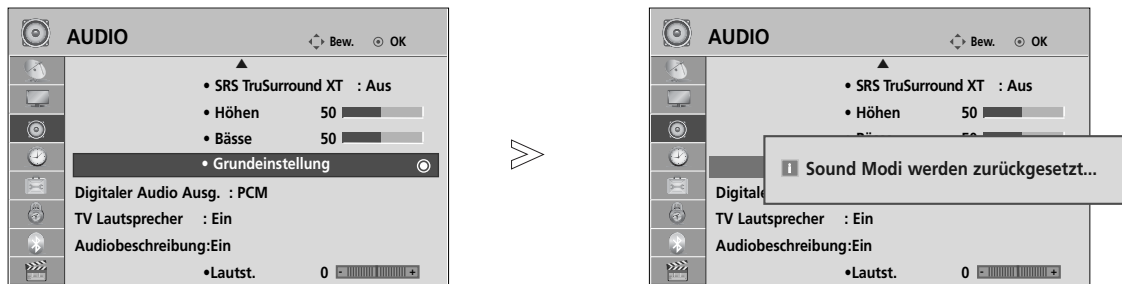 AUDIO
Bew. OK
• SRS TruSurround XT : Aus
• Höhen 50
• Bässe 50
• Grundeinstellung
Digitaler Audio Ausg. : PCM
TV Lautsprecher : Ein
Audiobeschreibung:Ein
•Lautst. 0 - +
AUDIO
Bew. OK
• SRS TruSurround XT : Aus
• Höhen 50
i Sound Modi werden zurückgesetzt...
TV Lautsprecher : Ein
Audiobeschreibung:Ein
•Lautst. 0 - +